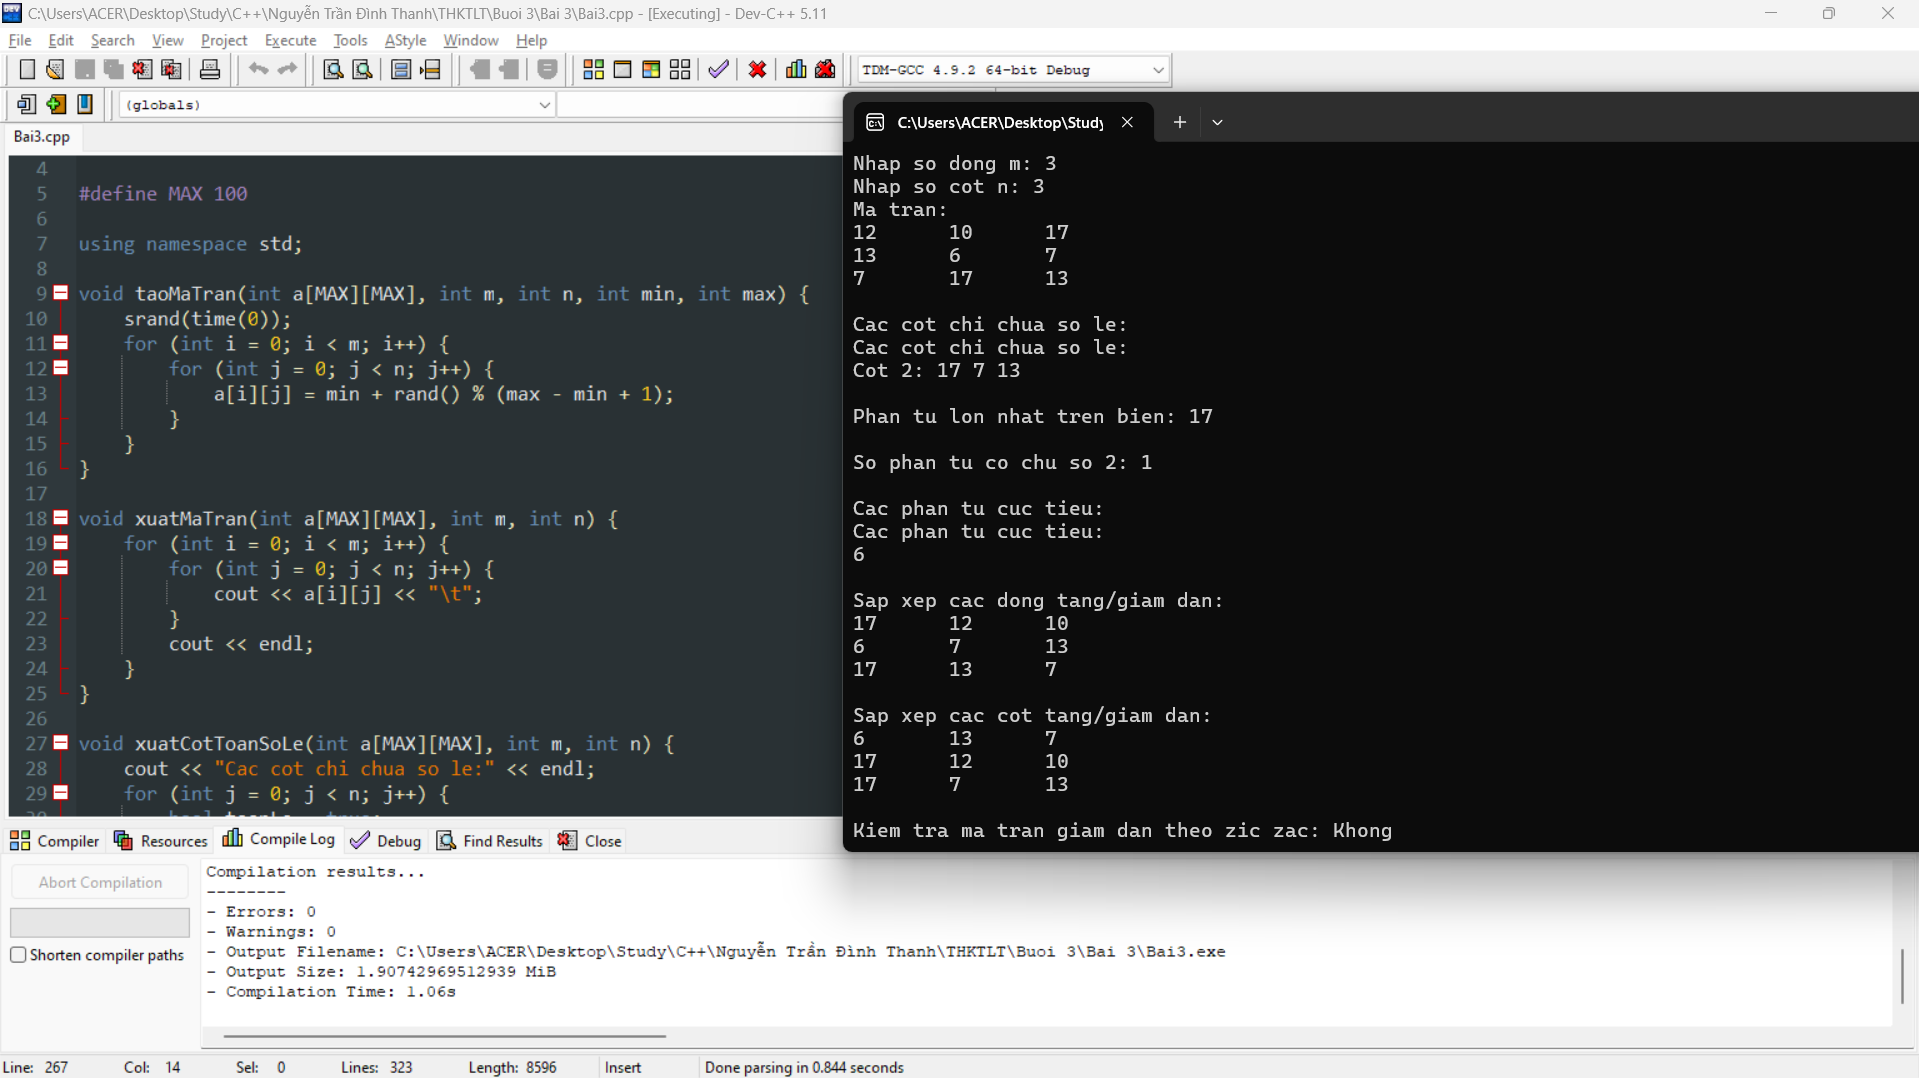 C:\Users\ACER\Desktop\Study\C++\Nguyễn Trần Đình Thanh\THKTLT\Buoi 3\Bai 3\Bai3.cpp - [Executing] - Dev-C++ 5.11
File Edit Search View Project Execute Tools AStyle Window Help
TDM-GCC 4.9.2 64-bit Debug
(globals)
Bai3.cpp
4
5 #define MAX 100
6
7 using namespace std;
8
9 void taoMaTran(int a[MAX][MAX], int m, int n, int min, int max) {
10 srand(time(0));
11 for (int i = 0; i < m; i++) {
12 for (int j = 0; j < n; j++) {
13 a[i][j] = min + rand() % (max - min + 1);
14 }
15 }
16 }
17
18 void xuatMaTran(int a[MAX][MAX], int m, int n) {
19 for (int i = 0; i < m; i++) {
20 for (int j = 0; j < n; j++) {
21 cout << a[i][j] << "\t";
22 }
23 cout << endl;
24 }
25 }
26
27 void xuatCotToanSoLe(int a[MAX][MAX], int m, int n) {
28 cout << "Cac cot chi chua so le:" << endl;
29 for (int j = 0; j < n; j++) {
C:\Users\ACER\Desktop\Study
Nhap so dong m: 3
Nhap so cot n: 3
Ma tran:
12 10 17
13 6 7
7 17 13
Cac cot chi chua so le:
Cac cot chi chua so le:
Cot 2: 17 7 13
Phan tu lon nhat tren bien: 17
So phan tu co chu so 2: 1
Cac phan tu cuc tieu:
Cac phan tu cuc tieu:
6
Sap xep cac dong tang/giam dan:
17 12 10
6 7 13
17 13 7
Sap xep cac cot tang/giam dan:
6 13 7
17 12 10
17 7 13
Kiem tra ma tran giam dan theo zic zac: Khong
Compiler Resources Compile Log Debug Find Results Close
Abort Compilation
Shorten compiler paths
Compilation results...
--------
- Errors: 0
- Warnings: 0
- Output Filename: C:\Users\ACER\Desktop\Study\C++\Nguyễn Trần Đình Thanh\THKTLT\Buoi 3\Bai 3\Bai3.exe
- Output Size: 1.90742969512939 MiB
- Compilation Time: 1.06s
Line: 267 Col: 14 Sel: 0 Lines: 323 Length: 8596 Insert Done parsing in 0.844 seconds